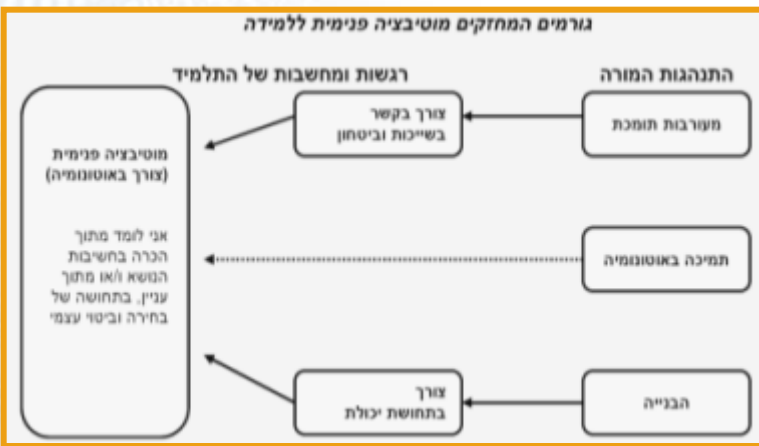 גורמים המחזקים מוטיבציה פנימית ללמידה
התנהגות המורה
רגשות ומחשבות של התלמיד
מעורבות תומכת
צורך בקשר
בשייכות וביטחון
תמיכה באוטונומיה
הבנייה
צורך
בתחושת יכולת
מוטיבציה פנימית
(צורך באוטונומיה)
אני לומד מתוך
הכרה בחשיבות
הנושא ו/או מתוך
עניין, בתחושה של
בחירה וביטוי עצמי